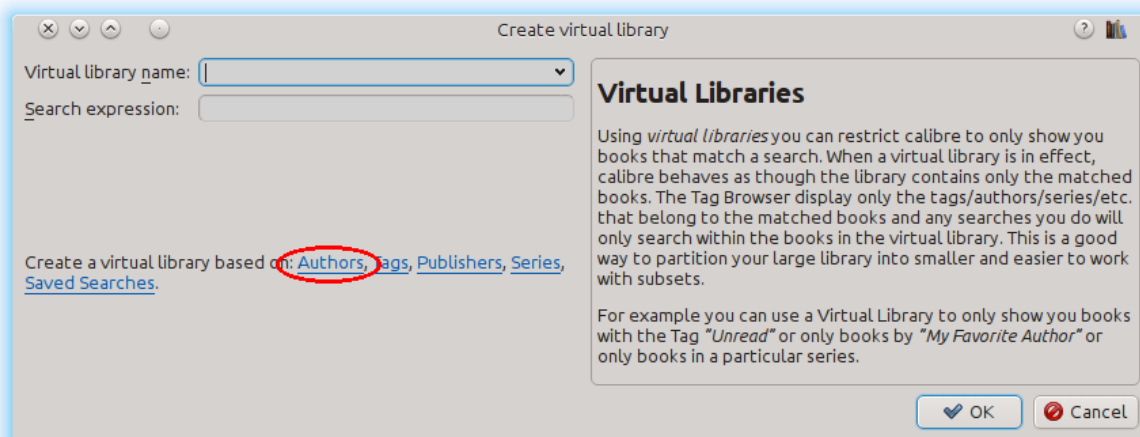 Create virtual library
Virtual library name:
Search expression:
Create a virtual library based on: Authors, Tags, Publishers, Series,
Saved Searches.
Virtual Libraries
Using virtual libraries you can restrict calibre to only show you
books that match a search. When a virtual library is in effect,
calibre behaves as though the library contains only the matched
books. The Tag Browser display only the tags/authors/series/etc.
that belong to the matched books and any searches you do will
only search within the books in the virtual library. This is a good
way to partition your large library into smaller and easier to work
with subsets.
For example you can use a Virtual Library to only show you books
with the Tag "Unread" or only books by "My Favorite Author" or
only books in a particular series.
OK
Cancel